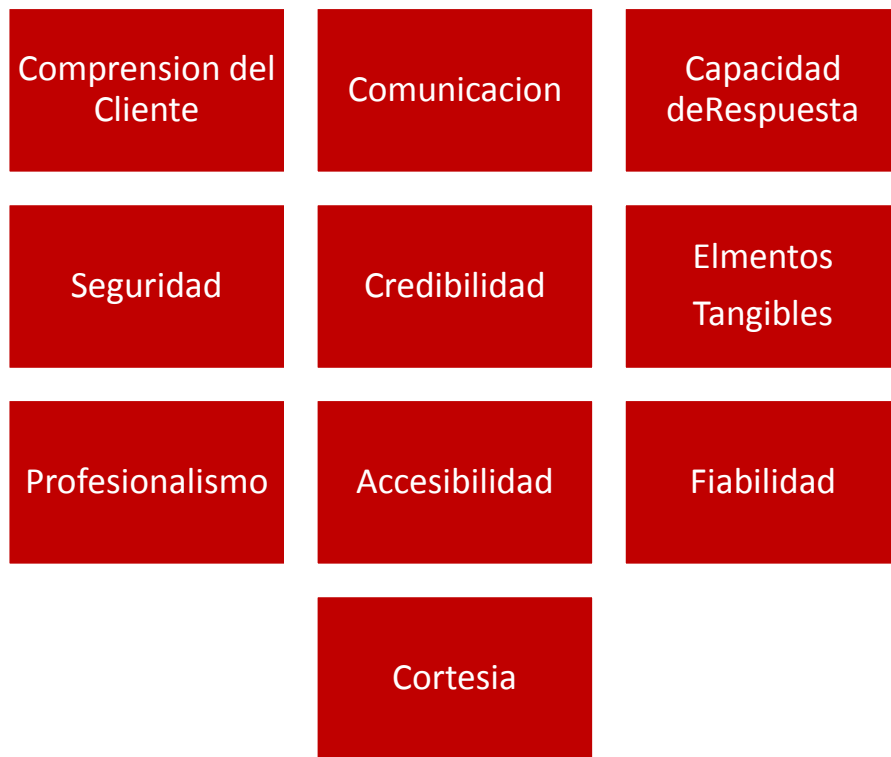 Comprension del
Cliente
Comunicacion
Capacidad
deRespuesta
Seguridad
Credibilidad
Elmentos
Tangibles
Profesionalismo
Accesibilidad
Fiabilidad
Cortesia